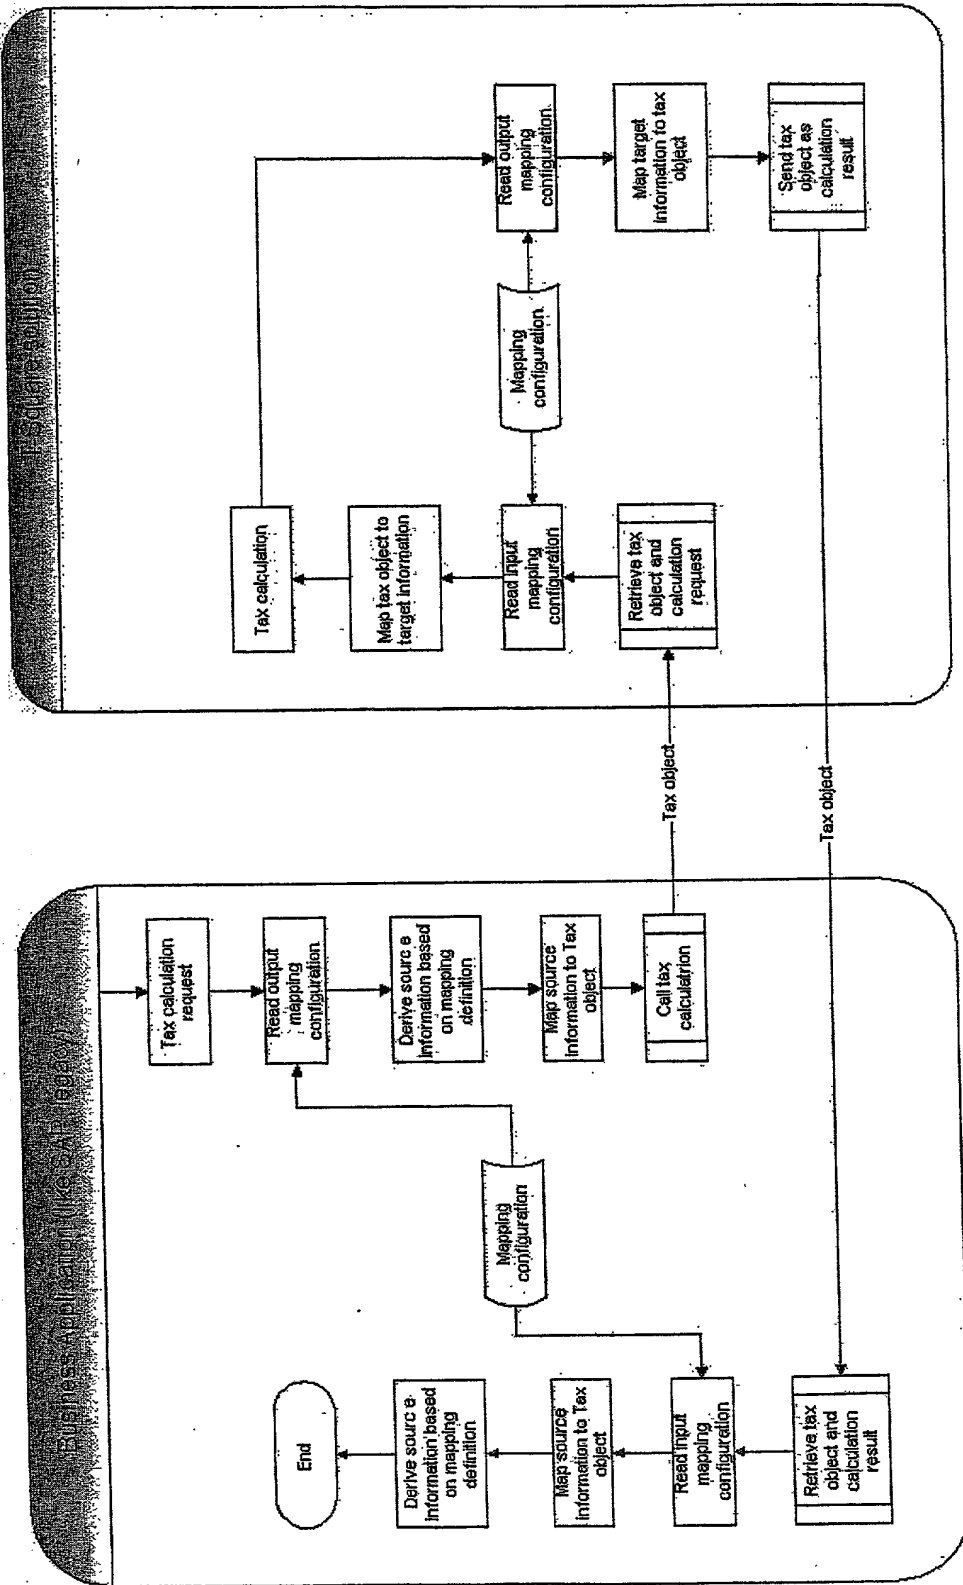 Business Application (like SAP, legacy)
Tax calculation
request
Read output
mapping
configuration
Derive sourc e
information based
on mapping
definition
Map source
information to Tax
object
Call tax
calculatrion
Mapping
configuration
End
Derive sourc e
information based
on mapping
definition
Map source
information to Tax
object
Read input
mapping
configuration
Retrieve tax
object and
calculation
result
Tax object
Tax object
Square solution
Tax calculation
Map tax object to
target information
Read input
mapping
configuration
Retrieve tax
object and
calculation
request
Mapping
configuration
Read output
mapping
configuration
Map target
information to tax
object
Send tax
object as
calculation
result